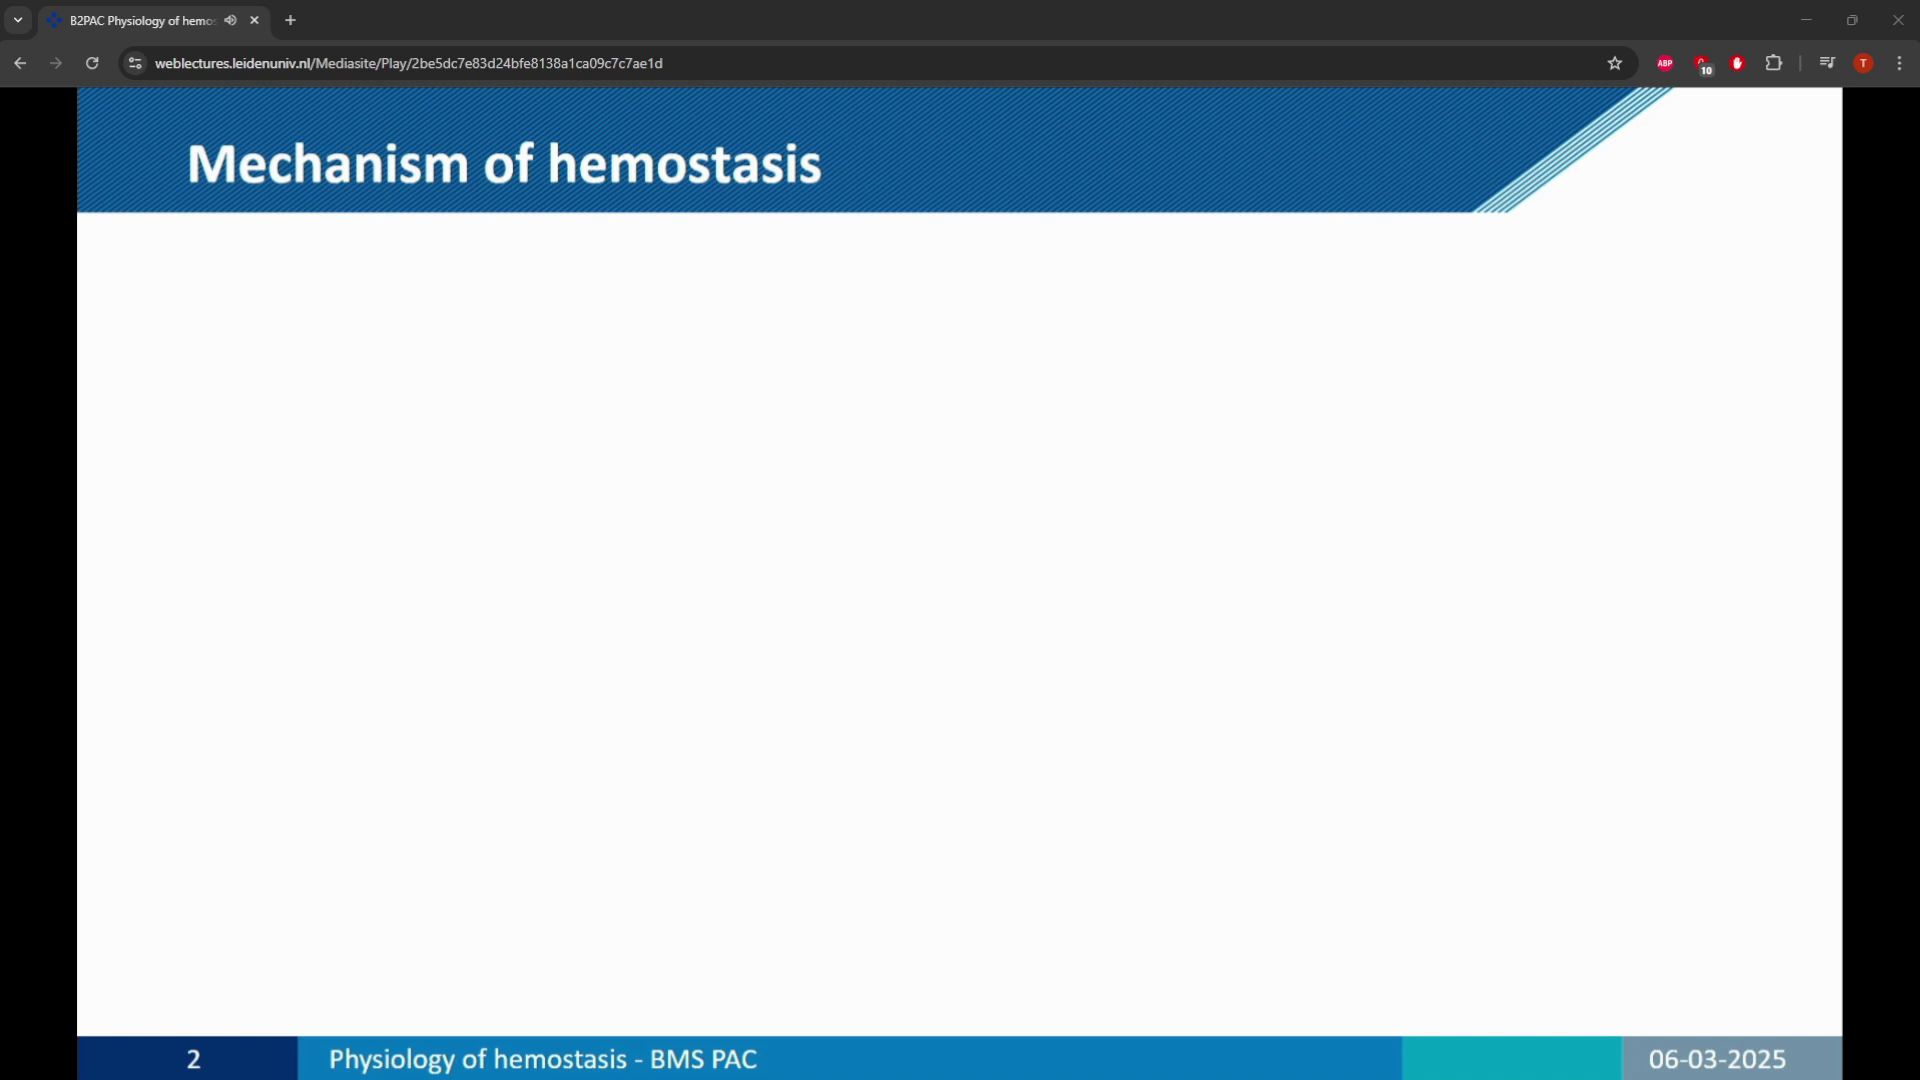 B2PAC Physiology of hemos
weblectures.leidenuniv.nl/Mediasite/Play/2be5dc7e83d24bfe8138a1ca09c7c7ae1d
ABP
10
T
Mechanism of hemostasis
2
Physiology of hemostasis - BMS PAC
06-03-2025